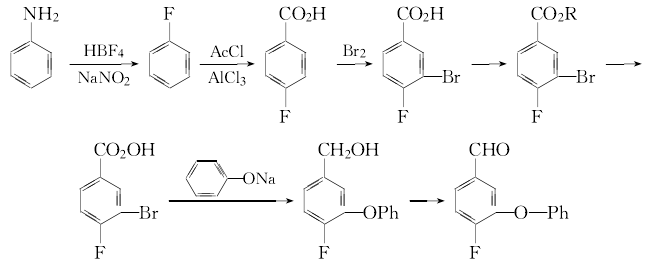 NH₂ F CO₂H CO₂H CO₂R
HBF₄ AcCl Br₂
NaNO₂ AlCl₃ Br Br
F F F
CO₂OH CH₂OH CHO
ONa
Br OPh O—Ph
F F F